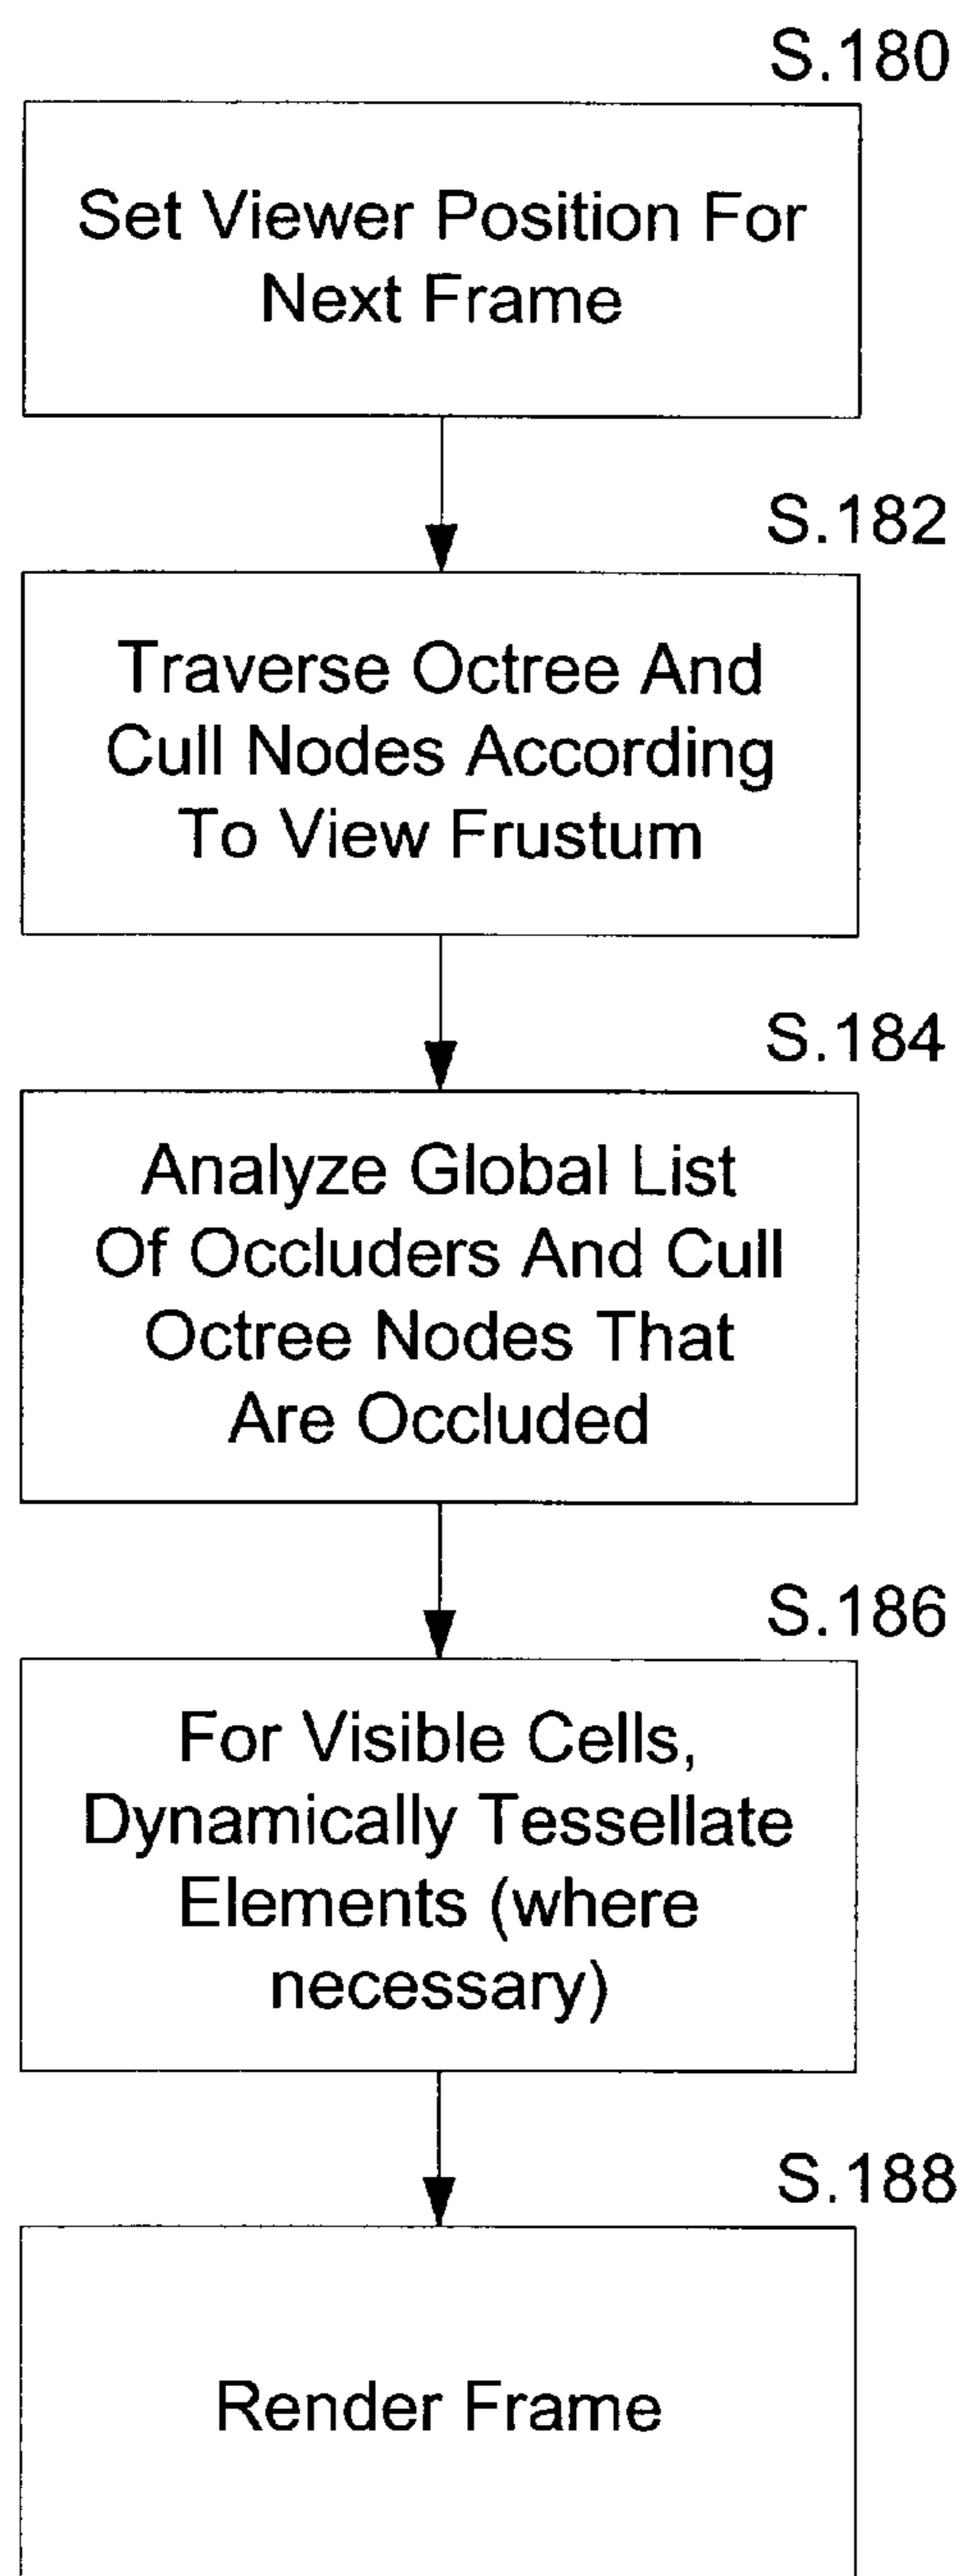 S.180
Set Viewer Position For
Next Frame
S.182
Traverse Octree And
Cull Nodes According
To View Frustum
S.184
Analyze Global List
Of Occluders And Cull
Octree Nodes That
Are Occluded
S.186
For Visible Cells,
Dynamically Tessellate
Elements (where
necessary)
S.188
Render Frame